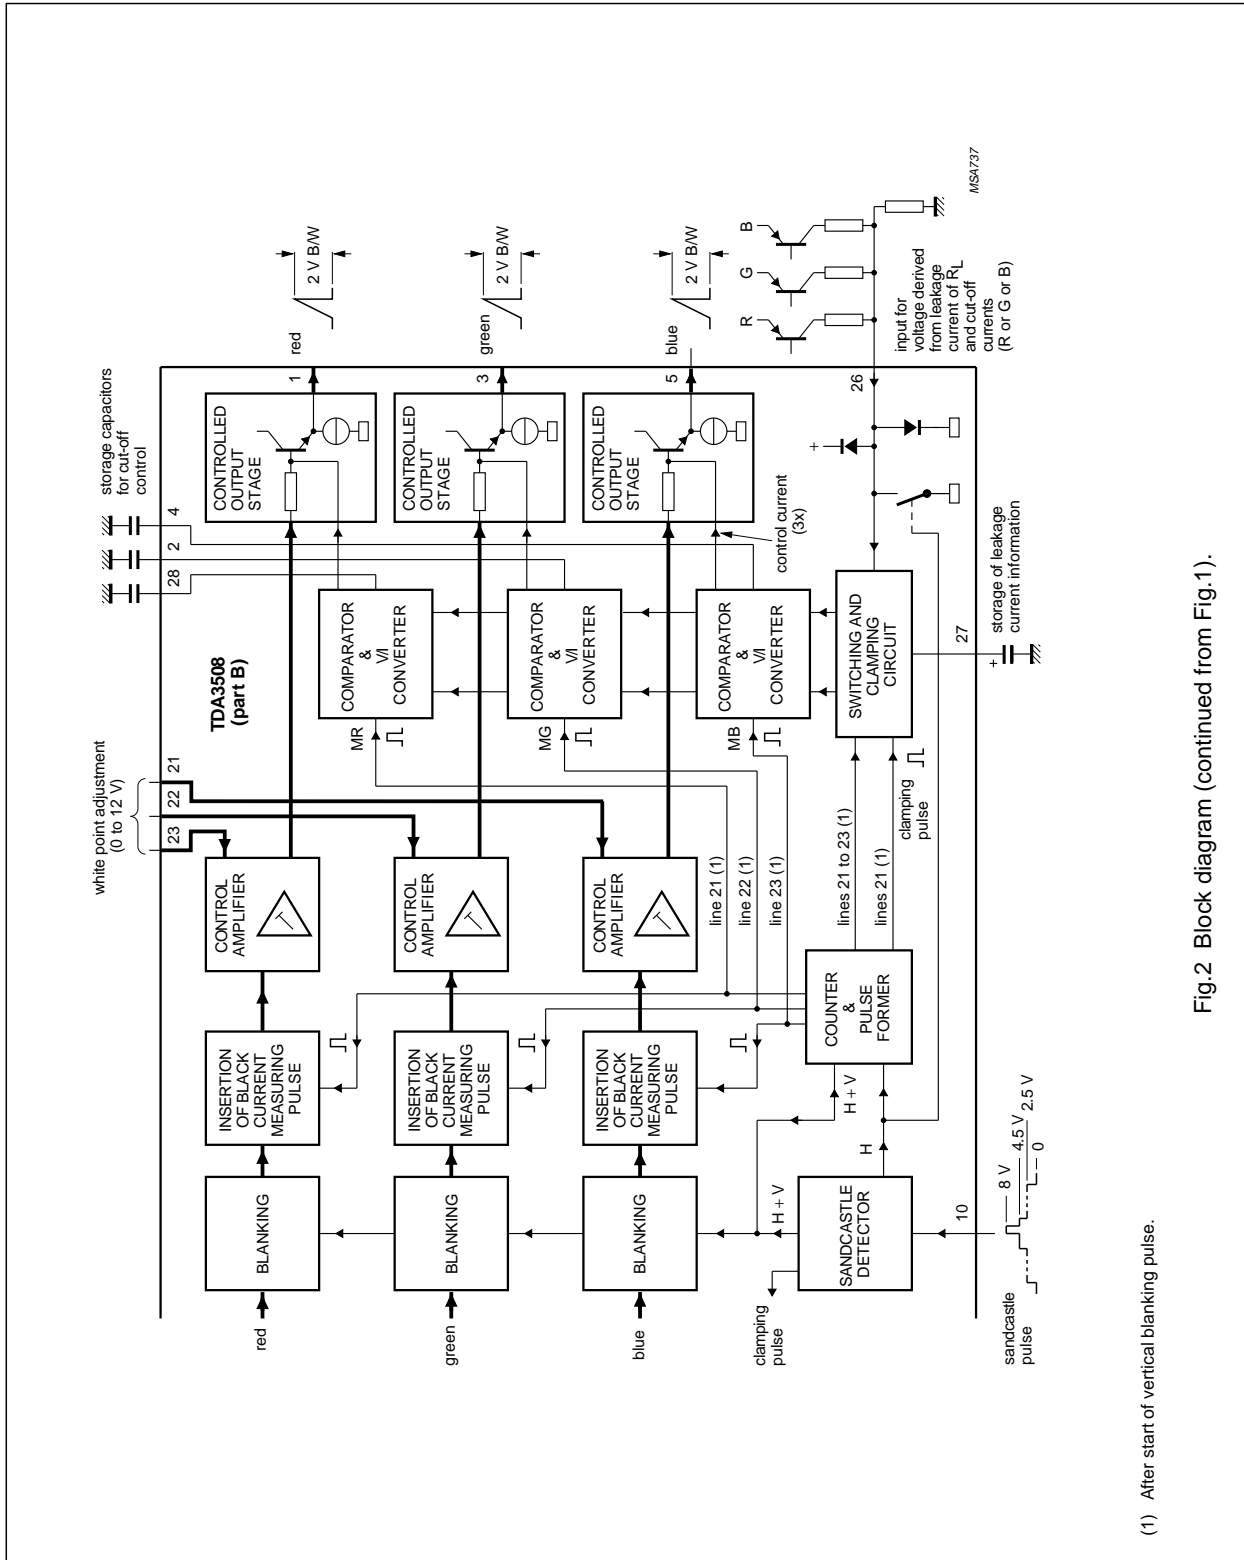 white point adjustment
(0 to 12 V)
23
22
21
storage capacitors
for cut-off
control
28
2
4
TDA3508
(part B)
red
BLANKING
INSERTION
OF BLACK
CURRENT
MEASURING
PULSE
CONTROL
AMPLIFIER
CONTROLLED
OUTPUT
STAGE
1
red
2 V B/W
COMPARATOR
&
V/I
CONVERTER
MR
green
BLANKING
INSERTION
OF BLACK
CURRENT
MEASURING
PULSE
CONTROL
AMPLIFIER
CONTROLLED
OUTPUT
STAGE
3
green
2 V B/W
COMPARATOR
&
V/I
CONVERTER
MG
blue
BLANKING
INSERTION
OF BLACK
CURRENT
MEASURING
PULSE
CONTROL
AMPLIFIER
CONTROLLED
OUTPUT
STAGE
5
blue
2 V B/W
COMPARATOR
&
V/I
CONVERTER
MB
control current
(3x)
line 21 (1)
line 22 (1)
line 23 (1)
clamping
pulse
H + V
H + V
SANDCASTLE
DETECTOR
H
COUNTER
&
PULSE
FORMER
lines 21 to 23 (1)
lines 21 (1)
clamping
pulse
SWITCHING AND
CLAMPING
CIRCUIT
+
26
R
G
B
input for
voltage derived
from leakage
current of RL
and cut-off
currents
(R or G or B)
MSA737
10
sandcastle
pulse
8 V
4.5 V
2.5 V
0
27
+
storage of leakage
current information
(1) After start of vertical blanking pulse.
Fig.2 Block diagram (continued from Fig.1).